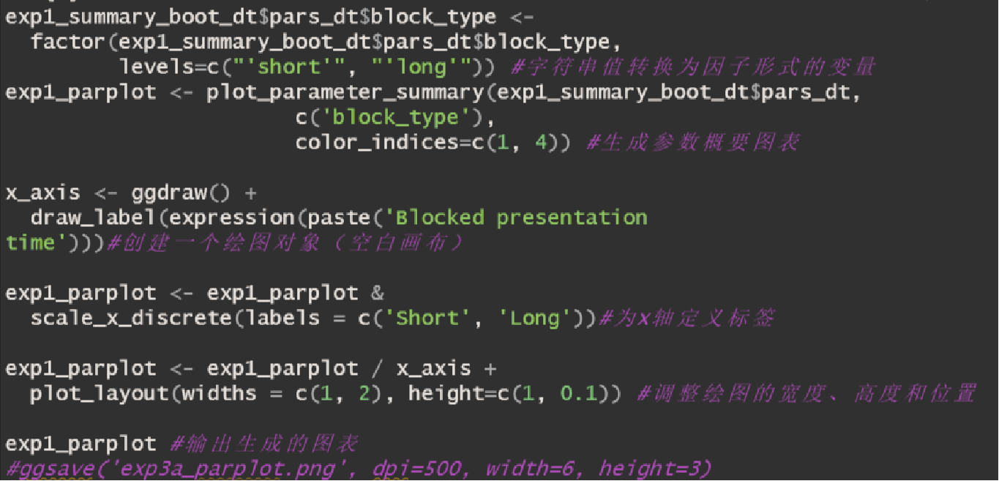 exp1_summary_boot_dt$pars_dt$block_type <-
  factor(exp1_summary_boot_dt$pars_dt$block_type,
         levels=c("'short'", "'long'")) #字符串值转换为因子形式的变量
exp1_parplot <- plot_parameter_summary(exp1_summary_boot_dt$pars_dt,
                       c('block_type'),
                       color_indices=c(1, 4)) #生成参数概要图表
x_axis <- ggdraw() +
  draw_label(expression(paste('Blocked presentation
time')))#创建一个绘图对象（空白画布）
exp1_parplot <- exp1_parplot &
  scale_x_discrete(labels = c('Short', 'Long'))#为x轴定义标签
exp1_parplot <- exp1_parplot / x_axis +
  plot_layout(widths = c(1, 2), height=c(1, 0.1)) #调整绘图的宽度、高度和位置
exp1_parplot #输出生成的图表
#ggsave('exp3a_parplot.png', dpi=500, width=6, height=3)